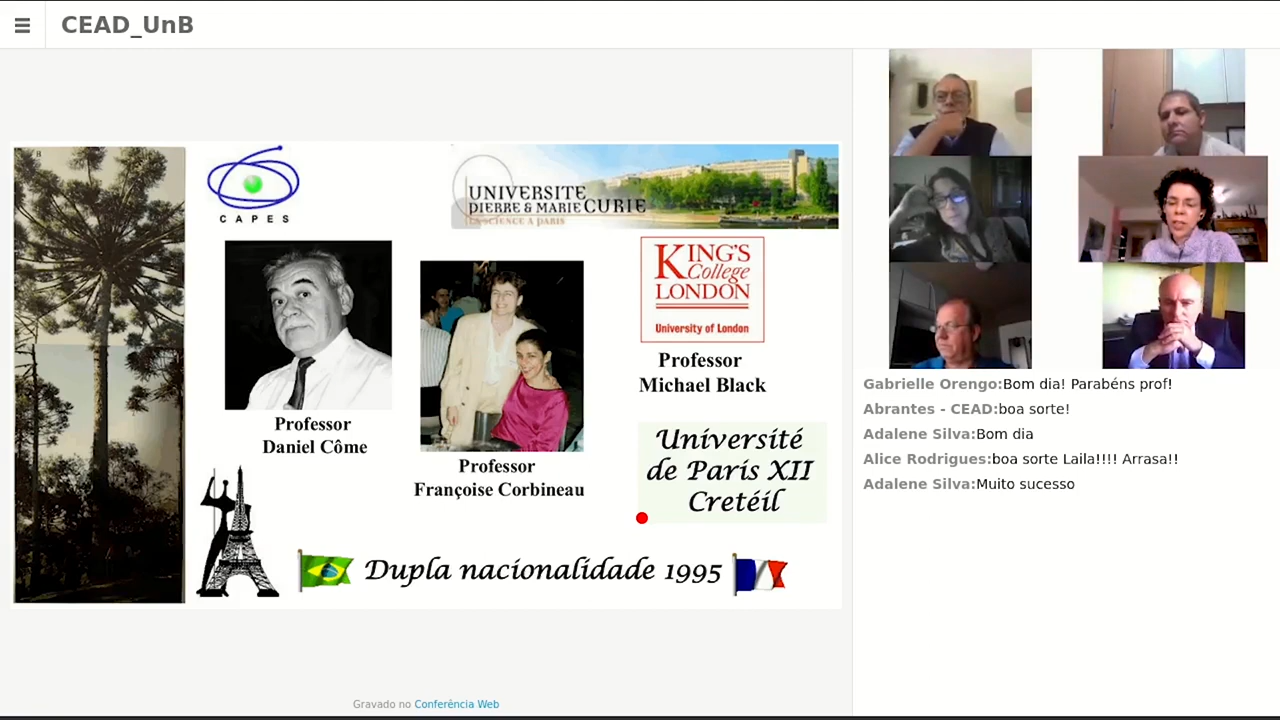 CEAD_UnB
CAPES
UNIVERSITE
PIERRE & MARIE CURIE
LA SCIENCE A PARIS
KING'S
College
LONDON
University of London
Professor
Daniel Côme
Professor
Françoise Corbineau
Professor
Michael Black
Université
de Paris XII
Cretéil
Dupla nacionalidade 1995
Gabrielle Orengo:Bom dia! Parabéns prof!
Abrantes - CEAD:boa sorte!
Adalene Silva:Bom dia
Alice Rodrigues:boa sorte Laila!!!! Arrasa!!
Adalene Silva:Muito sucesso
Gravado no Conferência Web